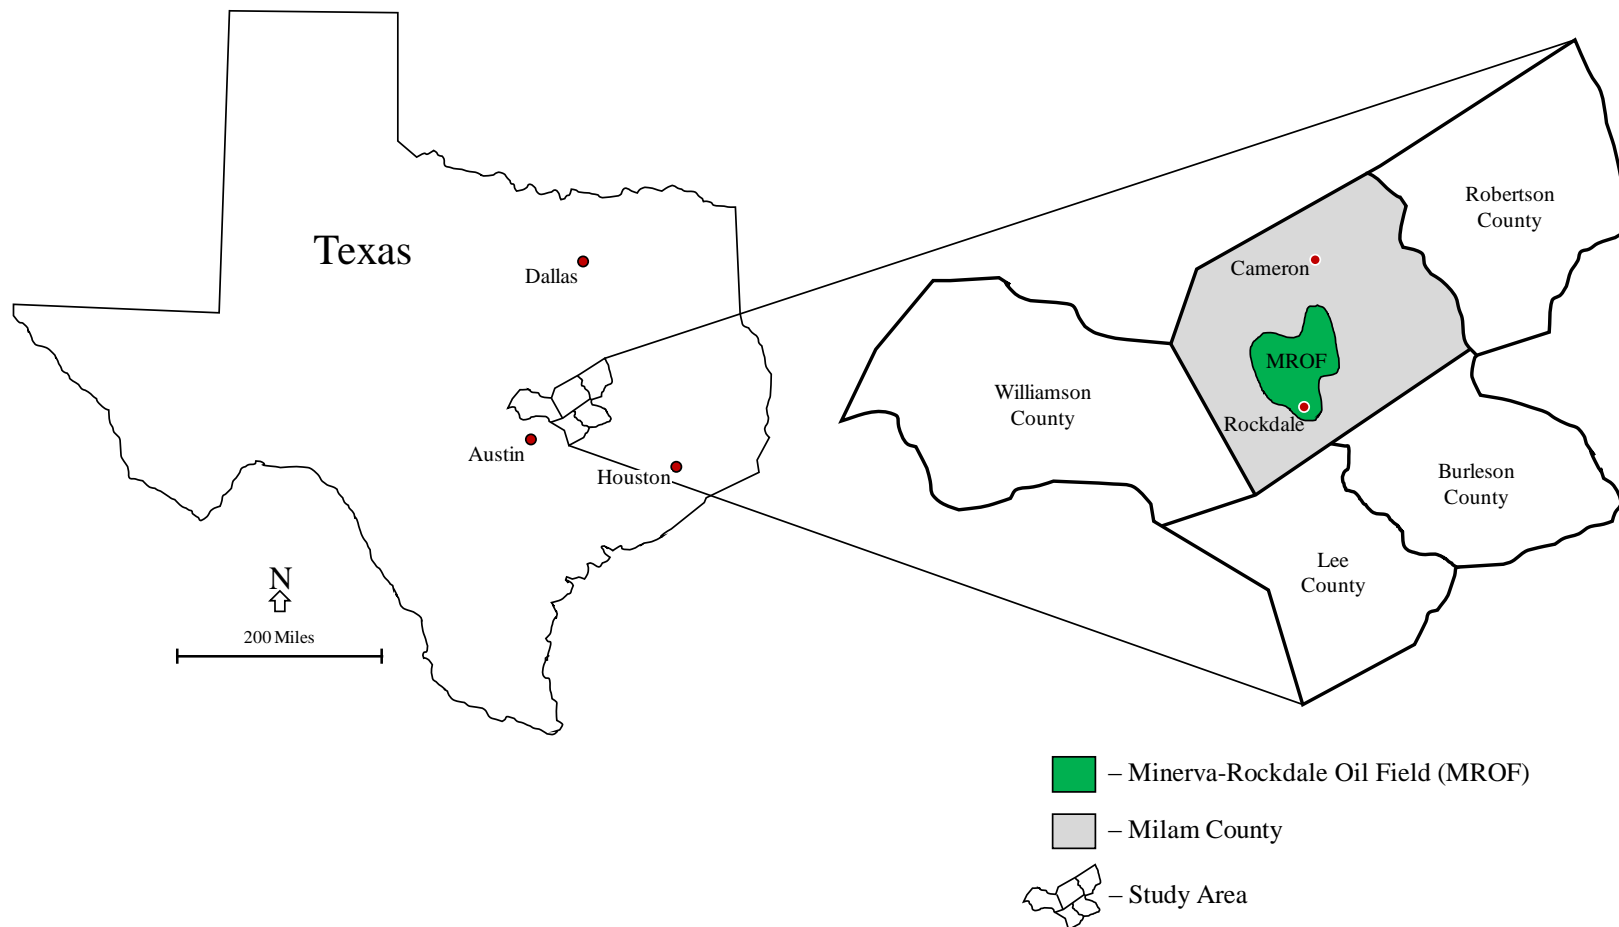 Texas
Dallas
Austin
Houston
N
200 Miles
Robertson
County
Cameron
MROF
Rockdale
Williamson
County
Burleson
County
Lee
County
– Minerva-Rockdale Oil Field (MROF)
– Milam County
– Study Area